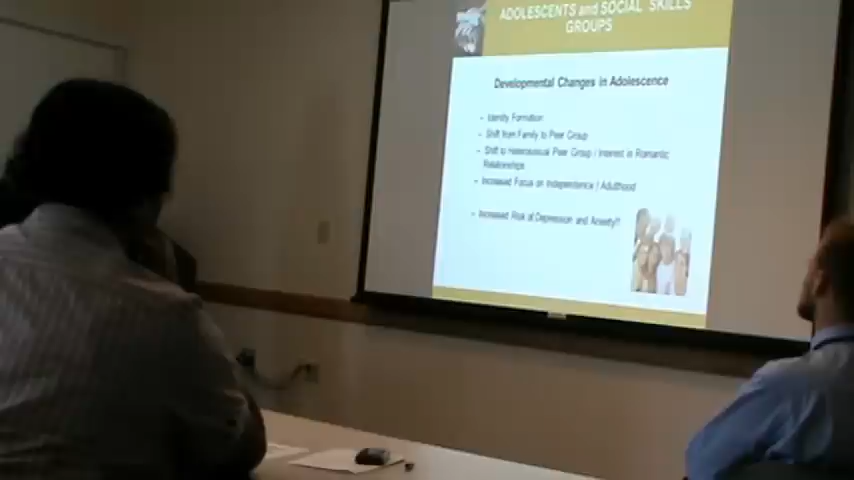 ADOLESCENTS and SOCIAL SKILLS
GROUPS
Developmental Changes in Adolescence
- Identity Formation
- Shift from Family to Peer Group
- Shift to Heterosexual Peer Group / Interest in Romantic
Relationships
- Increased Focus on Independence / Adulthood
- Increased Risk of Depression and Anxiety!!